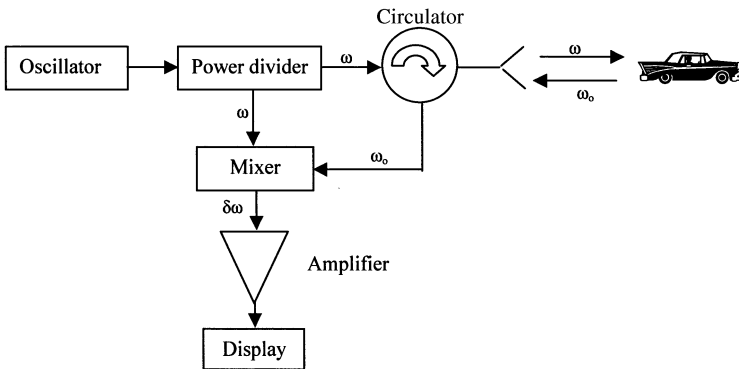 Circulator
Oscillator
Power divider
ω
ω
ωₒ
ω
Mixer
ωₒ
δω
Amplifier
Display